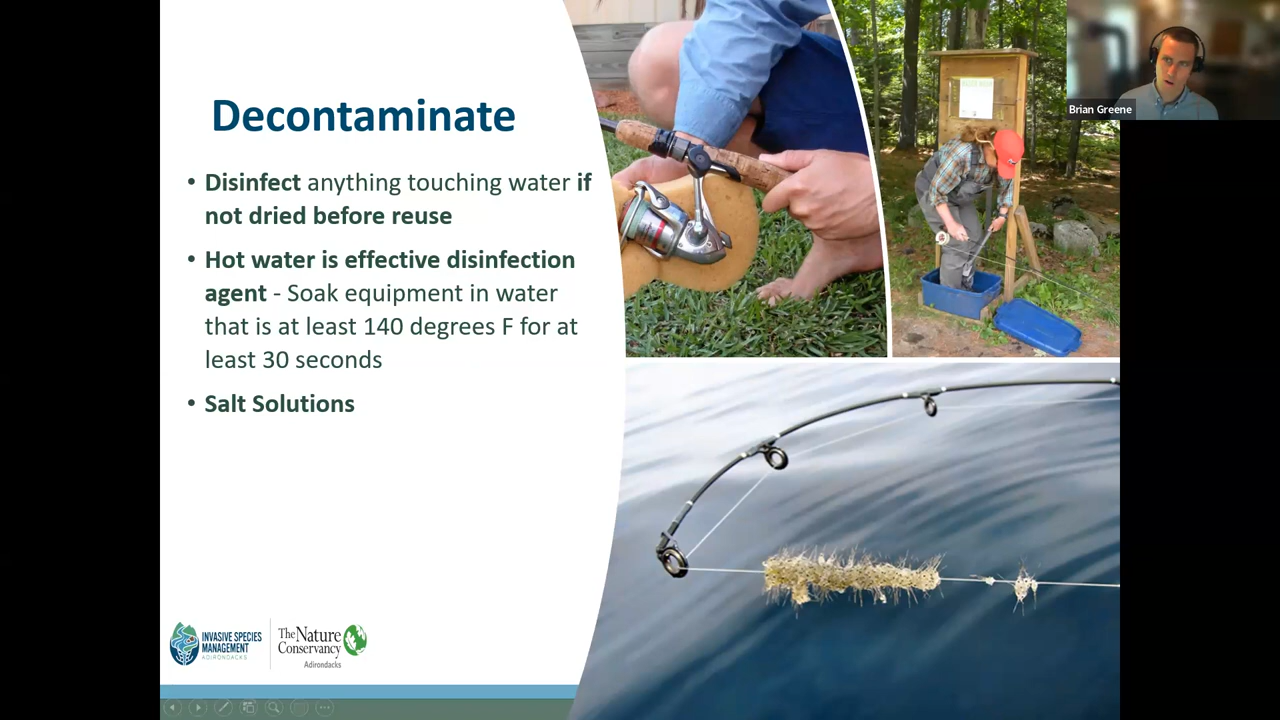 Decontaminate
• Disinfect anything touching water if
not dried before reuse
• Hot water is effective disinfection
agent - Soak equipment in water
that is at least 140 degrees F for at
least 30 seconds
• Salt Solutions
Brian Greene
INVASIVE SPECIES
MANAGEMENT
ADIRONDACKS
The Nature
Conservancy
Adirondacks